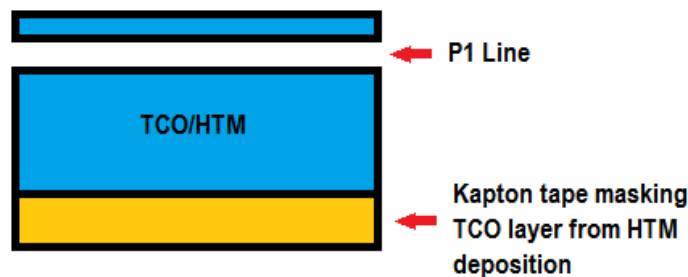 P1 Line
TCO/HTM
Kapton tape masking
TCO layer from HTM
deposition